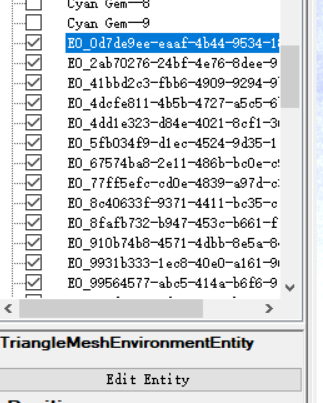 Cyan Gem--8
Cyan Gem--9
E0_0d7de9ee-eaaf-4b44-9534-1
E0_2ab70276-24bf-4e76-8dee-9
E0_41bbd2c3-fbb6-4909-9294-9
E0_4dcfe811-4b5b-4727-a5c5-6
E0_4dd1e323-d84e-4021-8cf1-3
E0_5fb034f9-d1ec-4524-9d35-1
E0_67574ba8-2e11-486b-bc0e-c
E0_77ff5efc-cd0e-4839-a97d-c
E0_8c40633f-9371-4411-bc35-c
E0_8fafb732-b947-453c-b661-f
E0_910b74b8-4571-4dbb-8e5a-8
E0_9931b333-1ec8-40e0-a161-9
E0_99564577-abc5-414a-b6f6-9
TriangleMeshEnvironmentEntity
Edit Entity